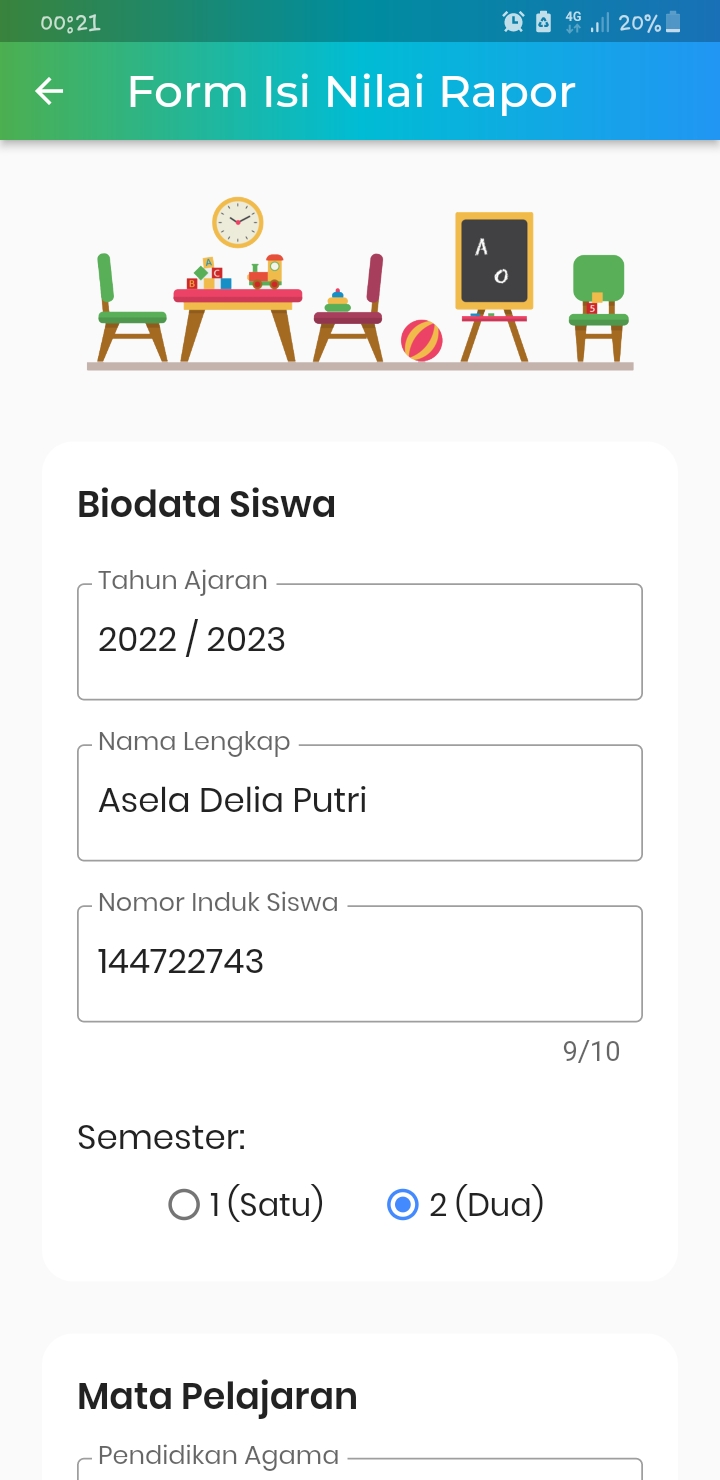 00:21
4G
20%
Form Isi Nilai Rapor
A
A
C
B
A
O
5
Biodata Siswa
Tahun Ajaran
2022 / 2023
Nama Lengkap
Asela Delia Putri
Nomor Induk Siswa
144722743
9/10
Semester:
1 (Satu)
2 (Dua)
Mata Pelajaran
Pendidikan Agama